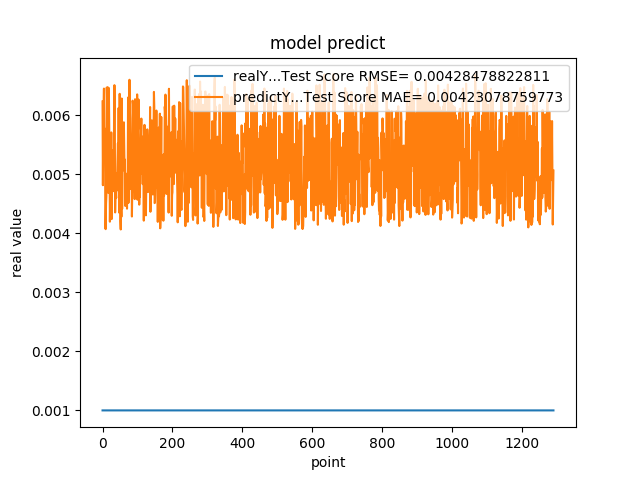 model predict
realY...Test Score RMSE= 0.00428478822811
predictY...Test Score MAE= 0.00423078759773
0.006
0.005
0.004
0.003
0.002
0.001
real value
0 200 400 600 800 1000 1200
point